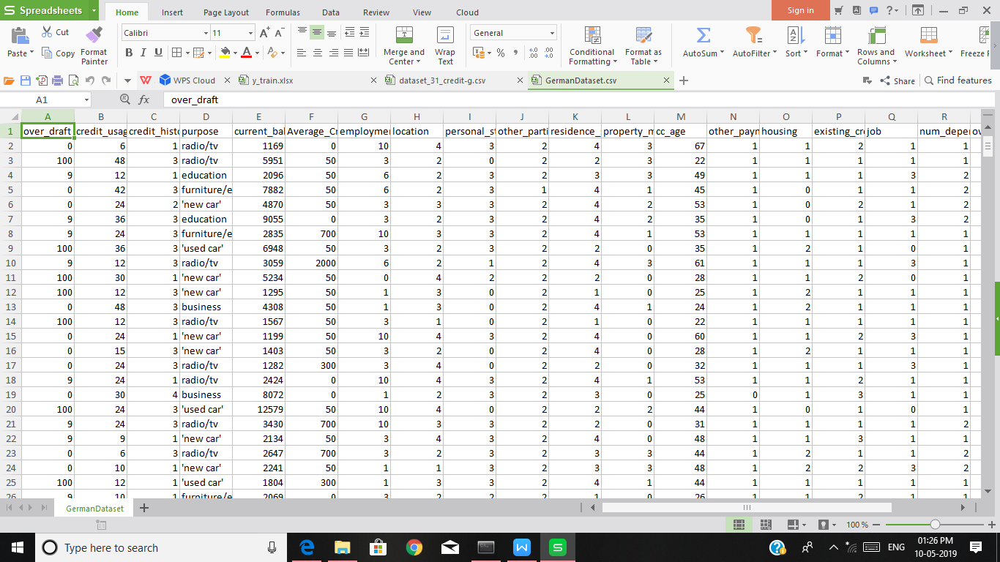 Spreadsheets Home Insert Page Layout Formulas Data Review View Cloud Sign in
Cut Calibri 11 General
Paste Copy Format Painter B I U Merge and Center Wrap Text Conditional Formatting Format as Table AutoSum AutoFilter Sort Format Rows and Columns Worksheet Freeze F
WPS Cloud y_train.xlsx dataset_31_credit-g.csv GermanDataset.csv Share Find features
A1 fx over_draft
A B C D E F G H I J K L M N O P Q R
1 over_draft credit_usag credit_histo purpose current_bal Average_Cr employmer location personal_st other_parti residence_s property_m cc_age other_paym housing existing_cre job num_deper ov
2 0 6 1 radio/tv 1169 0 10 4 3 2 4 3 67 1 1 2 1 1
3 100 48 3 radio/tv 5951 50 3 2 0 2 2 3 22 1 1 1 1 1
4 9 12 1 education 2096 50 6 2 3 2 3 3 49 1 1 1 3 2
5 0 42 3 furniture/e 7882 50 6 2 3 1 4 1 45 1 0 1 1 2
6 0 24 2 'new car' 4870 50 3 3 3 2 4 2 53 1 0 2 1 2
7 9 36 3 education 9055 0 3 2 3 2 4 2 35 1 0 1 3 2
8 9 24 3 furniture/e 2835 700 10 3 3 2 4 1 53 1 1 1 1 1
9 100 36 3 'used car' 6948 50 3 2 3 2 2 0 35 1 2 1 0 1
10 9 12 3 radio/tv 3059 2000 6 2 1 2 4 3 61 1 1 1 3 1
11 100 30 1 'new car' 5234 50 0 4 2 2 2 0 28 1 1 2 0 1
12 100 12 3 'new car' 1295 50 1 3 0 2 1 0 25 1 2 1 1 1
13 0 48 3 business 4308 50 1 3 0 2 4 1 24 1 2 1 1 1
14 100 12 3 radio/tv 1567 50 3 1 0 2 1 0 22 1 1 1 1 1
15 0 24 1 'new car' 1199 50 10 4 3 2 4 0 60 1 1 2 3 1
16 0 15 3 'new car' 1403 50 3 2 0 2 4 0 28 1 2 1 1 1
17 0 24 3 radio/tv 1282 300 3 4 0 2 2 0 32 1 1 1 3 1
18 9 24 1 radio/tv 2424 0 10 4 3 2 4 1 53 1 1 2 1 1
19 0 30 4 business 8072 0 1 2 3 2 3 0 25 0 1 3 1 1
20 100 24 3 'used car' 12579 50 10 4 0 2 2 2 44 1 0 1 0 1
21 9 24 3 radio/tv 3430 700 10 3 3 2 2 0 31 1 1 1 1 2
22 9 9 1 'new car' 2134 50 3 4 3 2 4 0 48 1 1 3 1 1
23 0 6 3 radio/tv 2647 700 3 2 3 2 3 3 44 1 2 1 1 2
24 0 10 1 'new car' 2241 50 1 1 3 2 3 3 48 1 2 2 3 2
25 100 12 1 'used car' 1804 300 1 3 3 2 4 1 44 1 1 1 1 1
26 9 10 1 furniture/e 2069 0 3 2 2 2 1 0 26 1 1 2 1 1
GermanDataset
100 %
Type here to search ENG 01:26 PM
10-05-2019